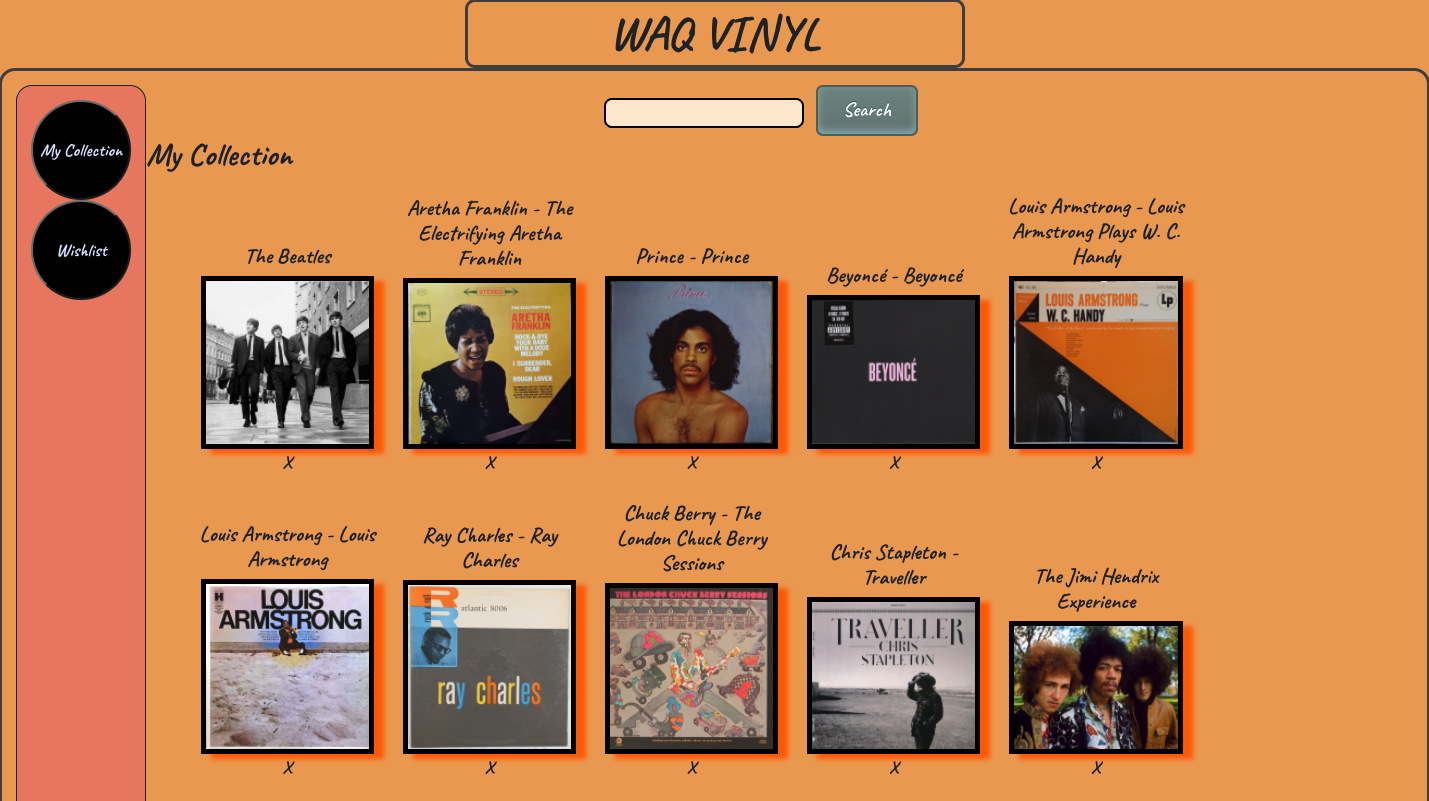 WAQ VINYL
Search
My Collection
Wishlist
My Collection
The Beatles
Aretha Franklin - The
Electrifying Aretha
Franklin
Prince - Prince
Beyoncé - Beyoncé
Louis Armstrong - Louis
Armstrong Plays W. C.
Handy
STEREO
THE ELECTRIFYING
ARETHA
FRANKLIN
ROCK-A-BYE
YOUR BABY
WITH A DIXIE
MELODY
I SURRENDER,
DEAR
ROUGH LOVER
Prince
BEYONCÉ
LOUIS ARMSTRONG Plays
W. C. HANDY
Lp
X
X
X
X
X
Louis Armstrong - Louis
Armstrong
Ray Charles - Ray
Charles
Chuck Berry - The
London Chuck Berry
Sessions
Chris Stapleton -
Traveller
The Jimi Hendrix
Experience
LOUIS
ARMSTRONG
atlantic 8006
ray charles
THE LONDON CHUCK BERRY SESSIONS
TRAVELLER
CHRIS
STAPLETON
X
X
X
X
X